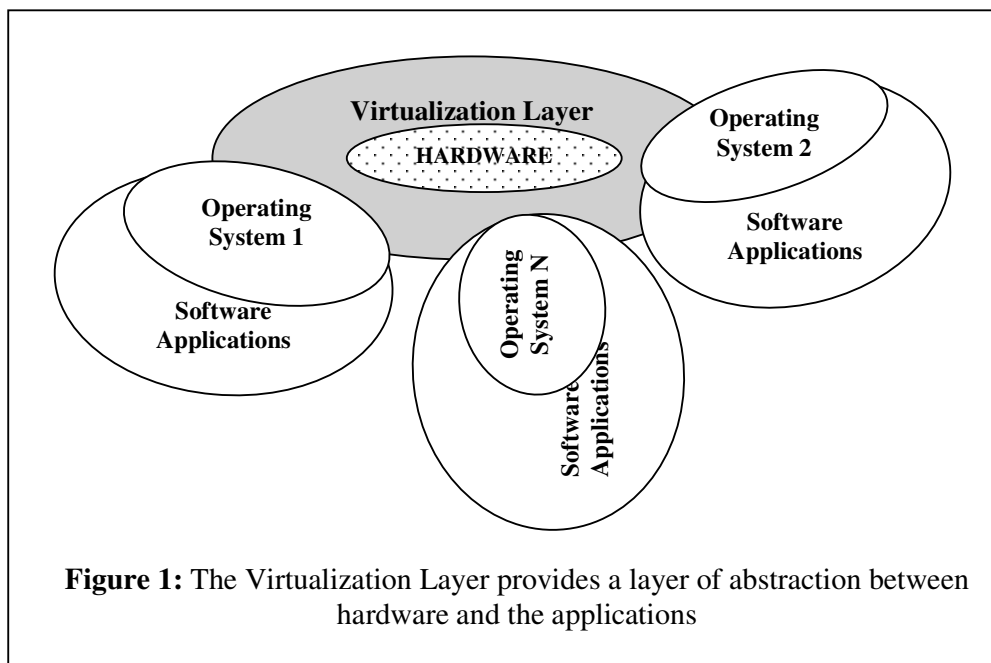 Virtualization Layer
HARDWARE
Operating
System 2
Software
Applications
Operating
System 1
Software
Applications
Operating
System N
Software
Applications
Figure 1: The Virtualization Layer provides a layer of abstraction between
hardware and the applications